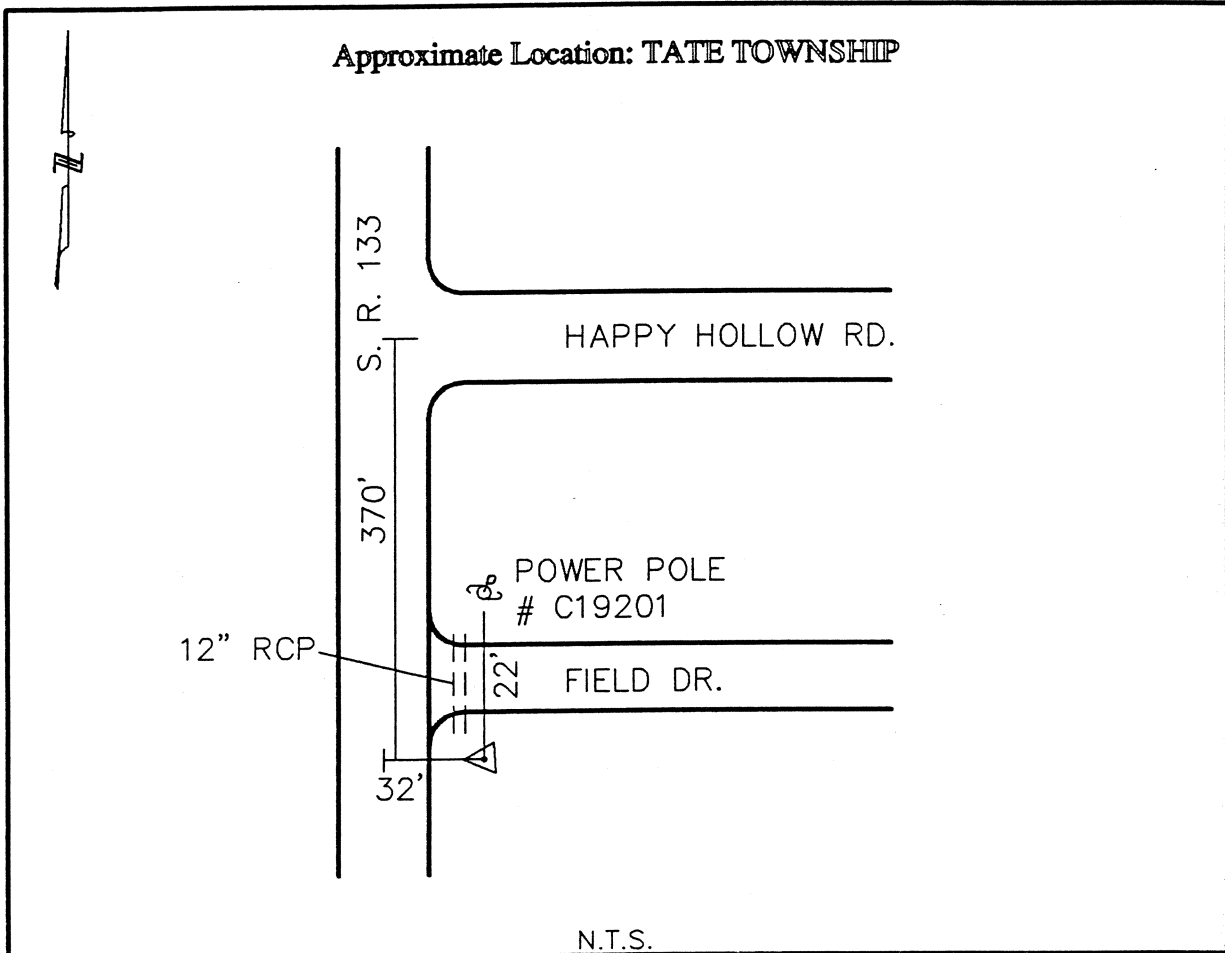 Approximate Location: TATE TOWNSHIP
N
S. R. 133
HAPPY HOLLOW RD.
370'
POWER POLE
# C19201
12" RCP
22'
FIELD DR.
32'
N.T.S.